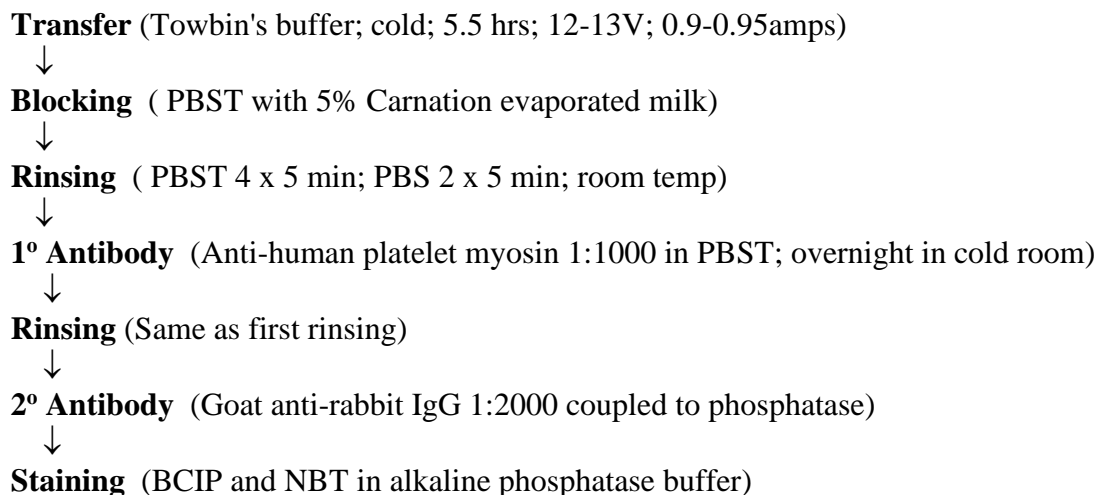 Transfer (Towbin's buffer; cold; 5.5 hrs; 12-13V; 0.9-0.95amps)
↓
Blocking ( PBST with 5% Carnation evaporated milk)
↓
Rinsing ( PBST 4 x 5 min; PBS 2 x 5 min; room temp)
↓
1º Antibody (Anti-human platelet myosin 1:1000 in PBST; overnight in cold room)
↓
Rinsing (Same as first rinsing)
↓
2º Antibody (Goat anti-rabbit IgG 1:2000 coupled to phosphatase)
↓
Staining (BCIP and NBT in alkaline phosphatase buffer)